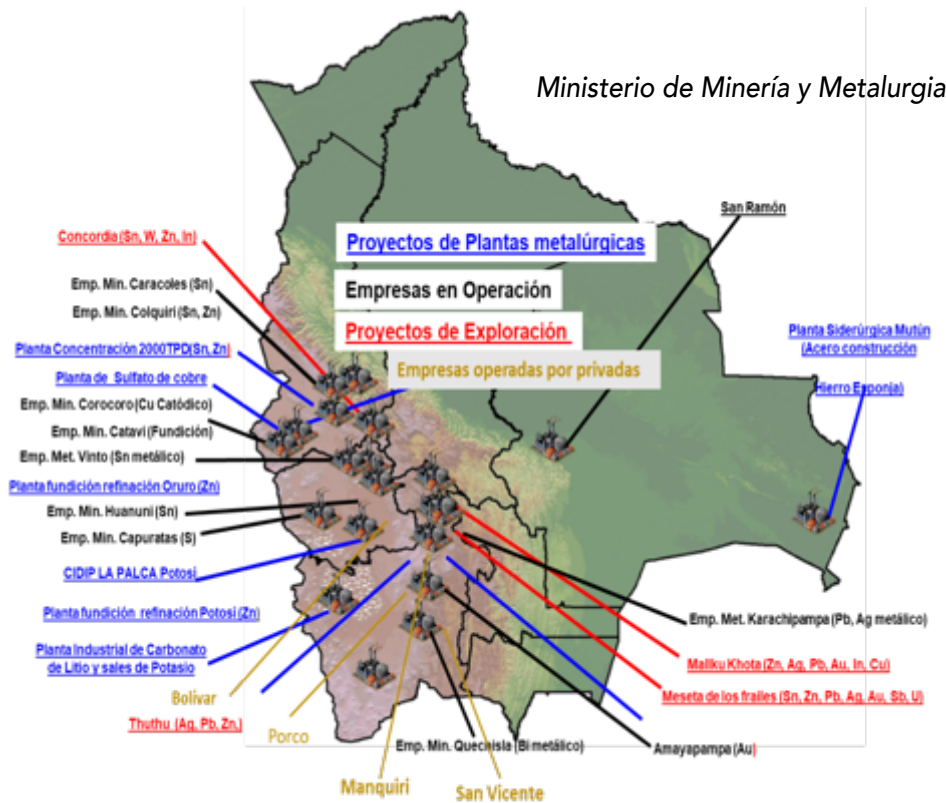 Ministerio de Minería y Metalurgia
San Ramón
Concordia (Sn, W, Zn, In)
Proyectos de Plantas metalúrgicas
Emp. Min. Caracoles (Sn)
Empresas en Operación
Emp. Min. Colquiri (Sn, Zn)
Proyectos de Exploración
Planta Siderúrgica Mutún
(Acero construcción
Hierro Esponja)
Planta Concentración 2000TPD(Sn, Zn)
Empresas operadas por privadas
Planta de Sulfato de cobre
Emp. Min. Corocoro (Cu Catódico)
Emp. Min. Catavi (Fundición)
Emp. Met. Vinto (Sn metálico)
Planta fundición refinación Oruro (Zn)
Emp. Min. Huanuni (Sn)
Emp. Min. Capuratas (S)
CIDIP LA PALCA Potosí
Planta fundición refinación Potosí (Zn)
Emp. Met. Karachipampa (Pb, Ag metálico)
Planta Industrial de Carbonato
de Litio y sales de Potasio
Mallku Khota (Zn, Ag, Pb, Au, In, Cu)
Bolívar
Meseta de los frailes (Sn, Zn, Pb, Ag, Au, Sb, U)
Thuthu (Ag, Pb, Zn,)
Porco
Emp. Min. Quechisla (Bi metálico)
Amayapampa (Au)
Manquiri
San Vicente